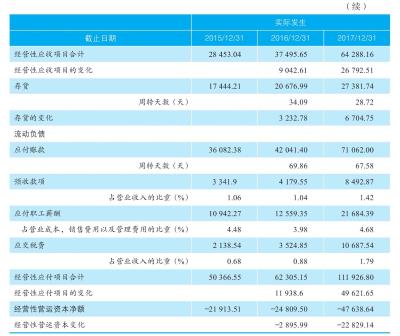 （续）
实际发生
截止日期 2015/12/31 2016/12/31 2017/12/31
经营性应收项目合计 28 453.04 37 495.65 64 288.16
经营性应收项目的变化 9 042.61 26 792.51
存货 17 444.21 20 676.99 27 381.74
周转天数（天） 34.09 28.72
存货的变化 3 232.78 6 704.75
流动负债
应付账款 36 082.38 42 041.40 71 062.00
周转天数（天） 69.86 67.58
预收款项 3 341.9 4 179.55 8 492.87
占营业收入的比重（%） 1.06 1.04 1.42
应付职工薪酬 10 942.27 12 559.35 21 684.39
占营业成本，销售费用以及管理费用的比重（%） 4.48 3.98 4.68
应交税费 2 138.54 3 524.85 10 687.54
占营业收入的比重（%） 0.68 0.88 1.79
经营性应付项目合计 50 366.55 62 305.15 111 926.80
经营性应付项目的变化 11 938.6 49 621.65
经营性营运资本净额 −21 913.51 −24 809.50 −47 638.64
经营性营运资本变化 −2 895.99 −22 829.14